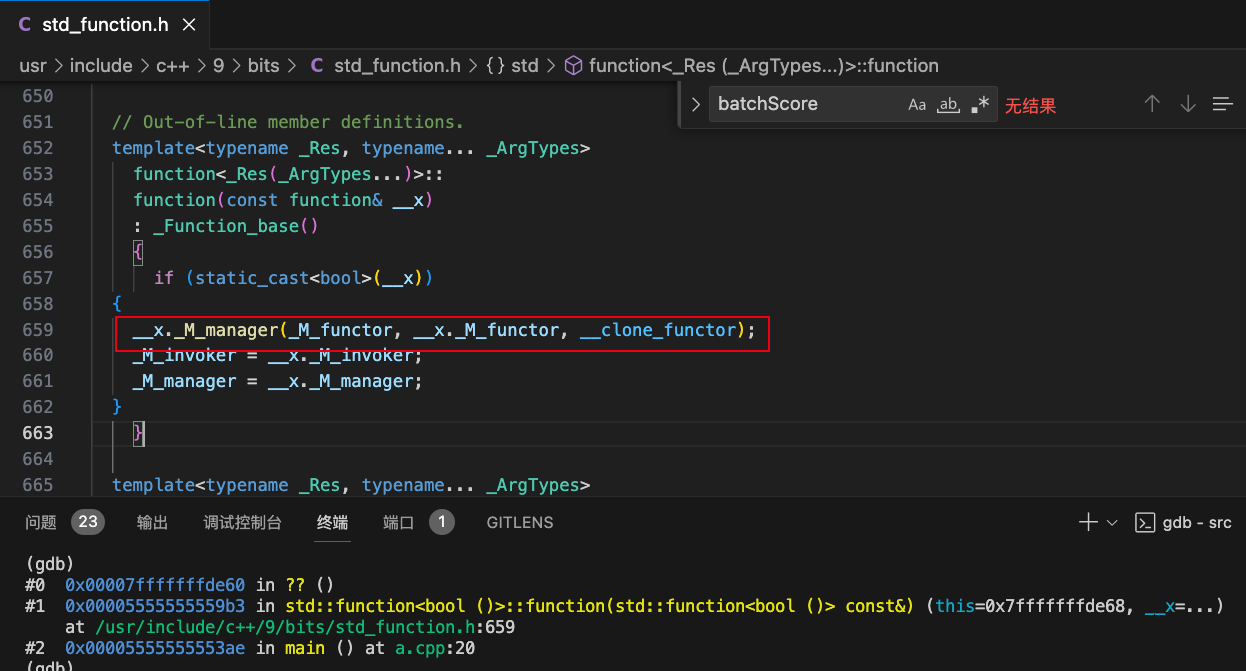 C std_function.h ×
usr > include > c++ > 9 > bits > C std_function.h > {} std > function<_Res (_ArgTypes...)>::function
batchScore Aa ab .* 无结果
650
651 // Out-of-line member definitions.
652 template<typename _Res, typename... _ArgTypes>
653 function<_Res(_ArgTypes...)>::
654 function(const function& __x)
655 : _Function_base()
656 {
657 if (static_cast<bool>(__x))
658 {
659 __x._M_manager(_M_functor, __x._M_functor, __clone_functor);
660 _M_invoker = __x._M_invoker;
661 _M_manager = __x._M_manager;
662 }
663 }
664
665 template<typename _Res, typename... _ArgTypes>
问题 23 输出 调试控制台 终端 端口 1 GITLENS gdb - src
(gdb)
#0 0x00007fffffffde60 in ?? ()
#1 0x00005555555559b3 in std::function<bool ()>::function(std::function<bool ()> const&) (this=0x7fffffffde68, __x=...)
at /usr/include/c++/9/bits/std_function.h:659
#2 0x00005555555553ae in main () at a.cpp:20
(gdb)